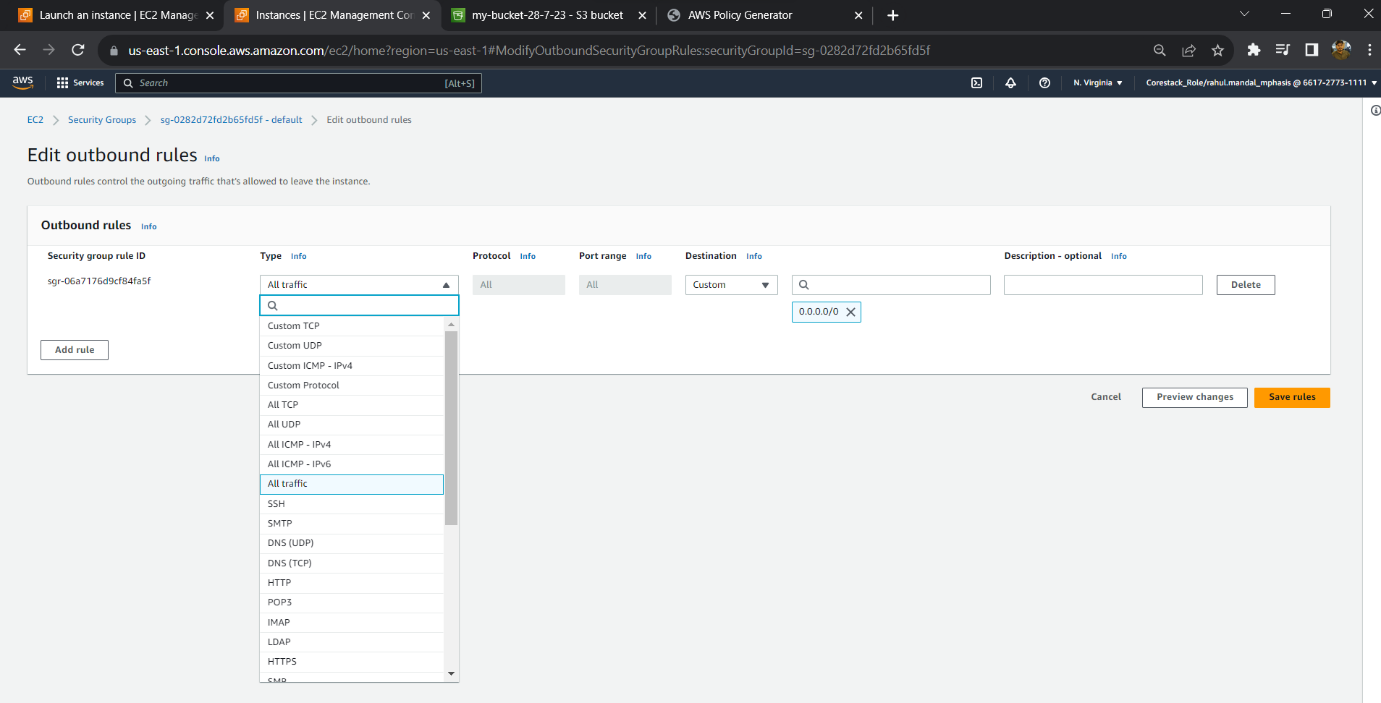 Launch an instance | EC2 Manage
Instances | EC2 Management Con
my-bucket-28-7-23 - S3 bucket
AWS Policy Generator
us-east-1.console.aws.amazon.com/ec2/home?region=us-east-1#ModifyOutboundSecurityGroupRules:securityGroupId=sg-0282d72fd2b65fd5f
aws
Services
Search
[Alt+S]
N. Virginia
Corestack_Role/rahul.mandal_mphasis @ 6617-2773-1111
EC2
Security Groups
sg-0282d72fd2b65fd5f - default
Edit outbound rules
Edit outbound rules Info
Outbound rules control the outgoing traffic that's allowed to leave the instance.
Outbound rules Info
Security group rule ID
Type Info
Protocol Info
Port range Info
Destination Info
Description - optional Info
sgr-06a7176d9cf84fa5f
All traffic
All
All
Custom
Delete
0.0.0.0/0
Custom TCP
Custom UDP
Custom ICMP - IPv4
Custom Protocol
All TCP
All UDP
All ICMP - IPv4
All ICMP - IPv6
All traffic
SSH
SMTP
DNS (UDP)
DNS (TCP)
HTTP
POP3
IMAP
LDAP
HTTPS
SMB
Add rule
Cancel
Preview changes
Save rules